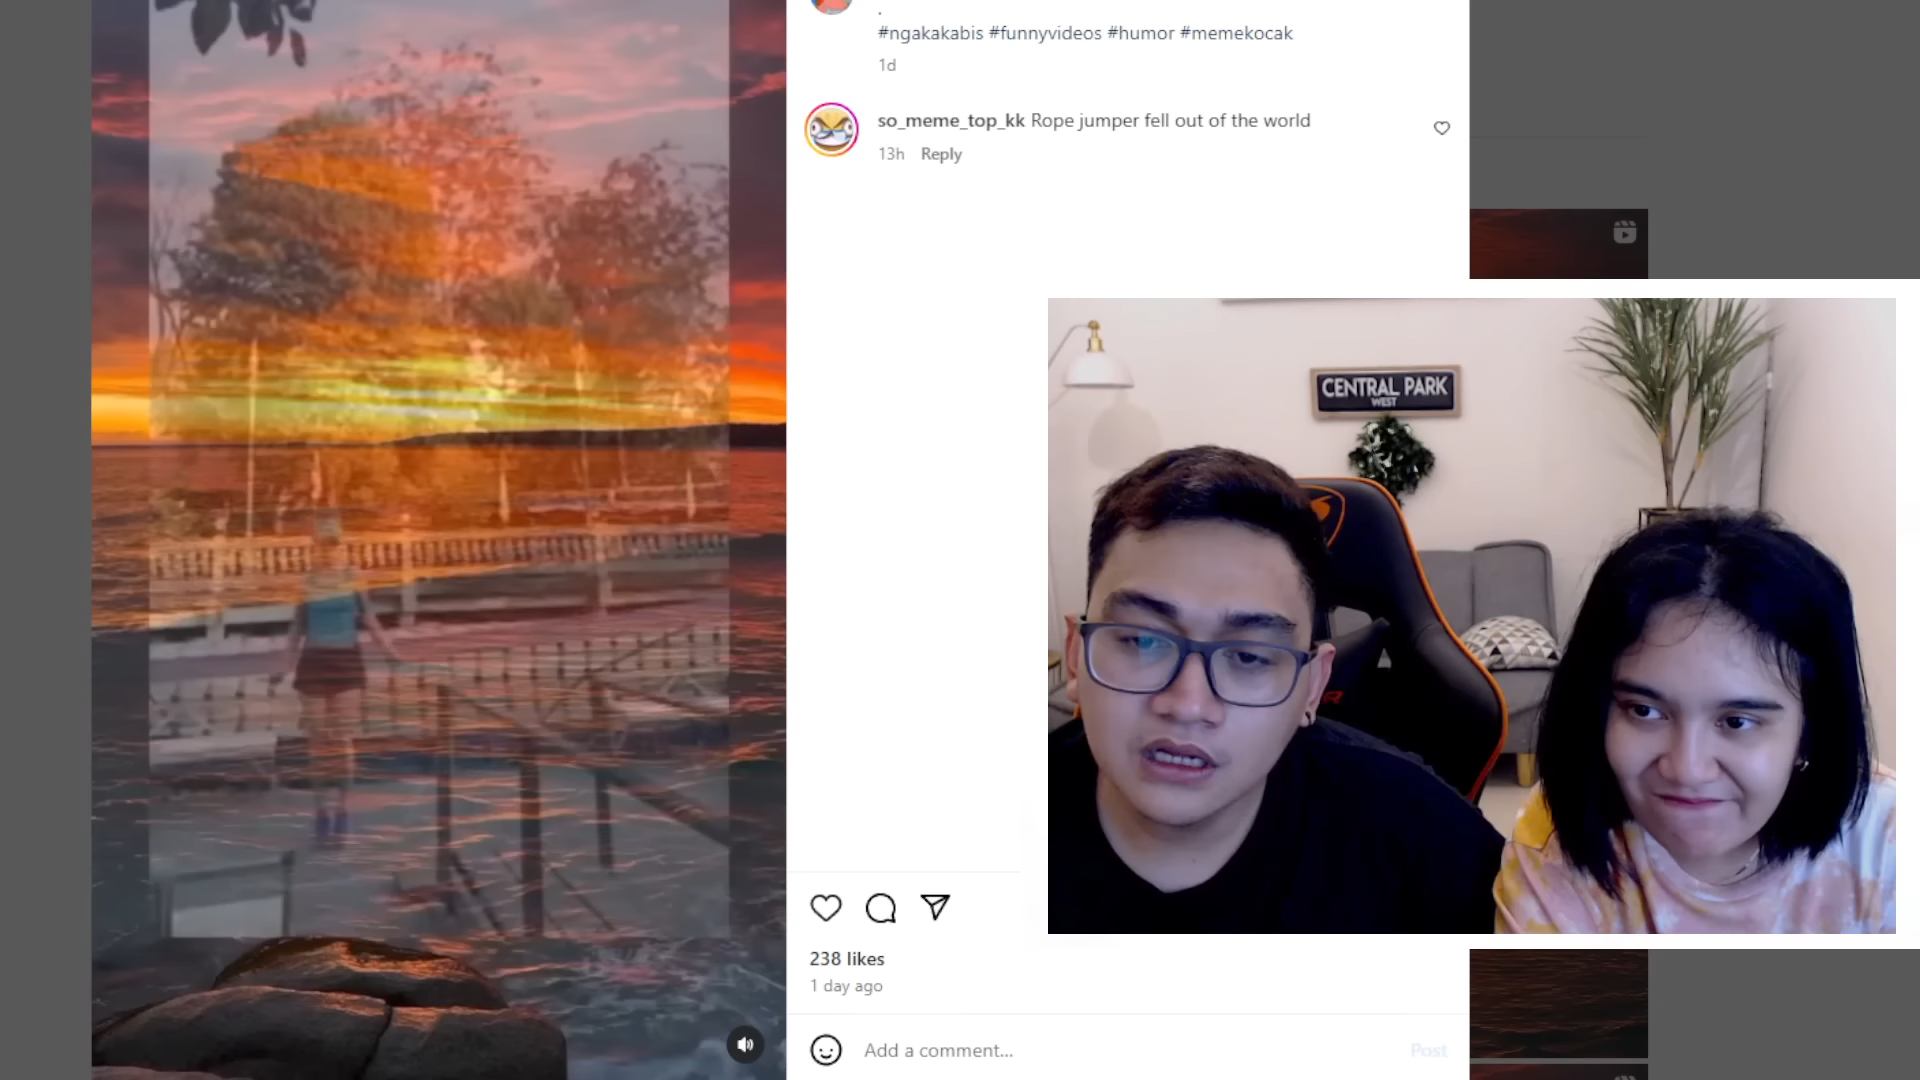 .
#ngakakabis #funnyvideos #humor #memekocak
1d
so_meme_top_kk Rope jumper fell out of the world
13h Reply
CENTRAL PARK
WEST
238 likes
1 day ago
Add a comment...
Post